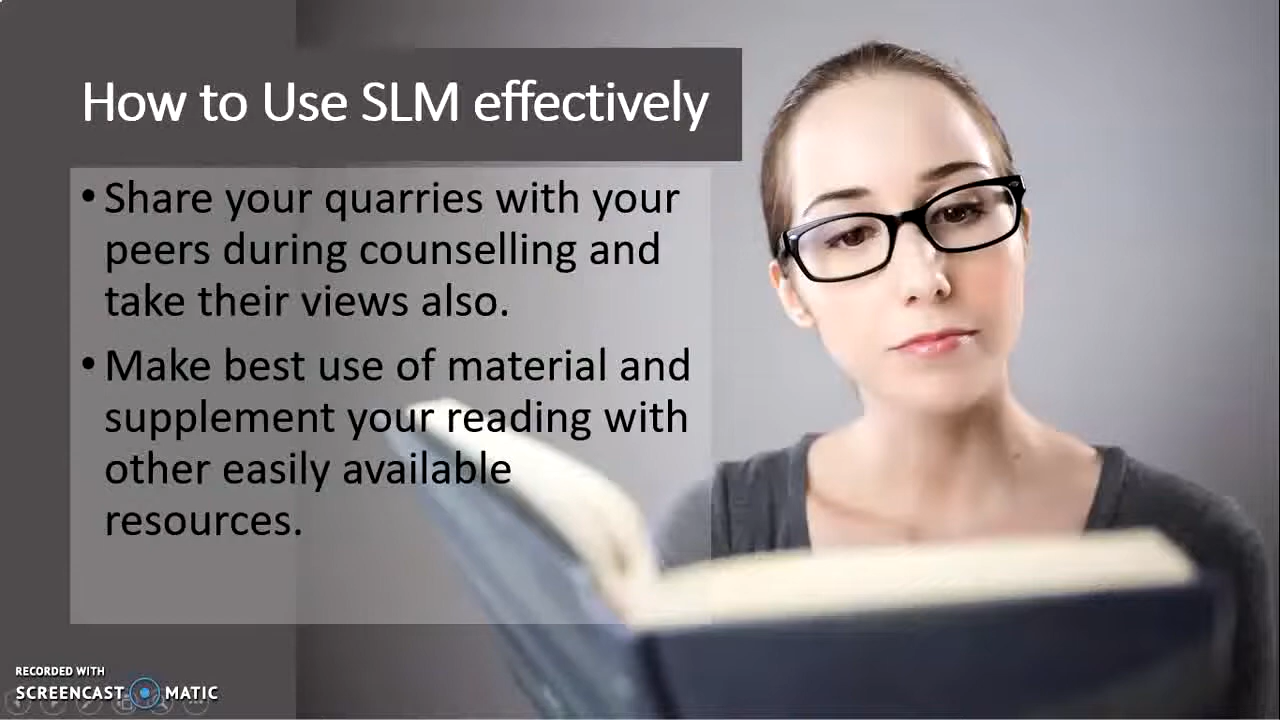 How to Use SLM effectively
• Share your quarries with your
peers during counselling and
take their views also.
• Make best use of material and
supplement your reading with
other easily available
resources.
RECORDED WITH
SCREENCAST MATIC